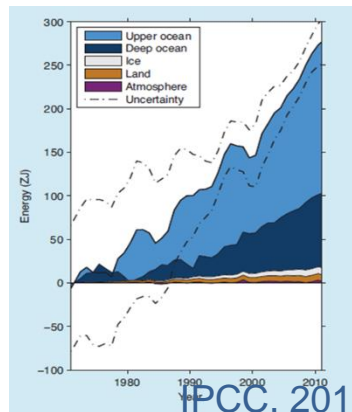 Upper ocean
Deep ocean
Ice
Land
Atmosphere
Uncertainty
Energy (ZJ)
300
250
200
150
100
50
0
−50
−100
1980
1990
2000
2010
Year
IPCC, 201